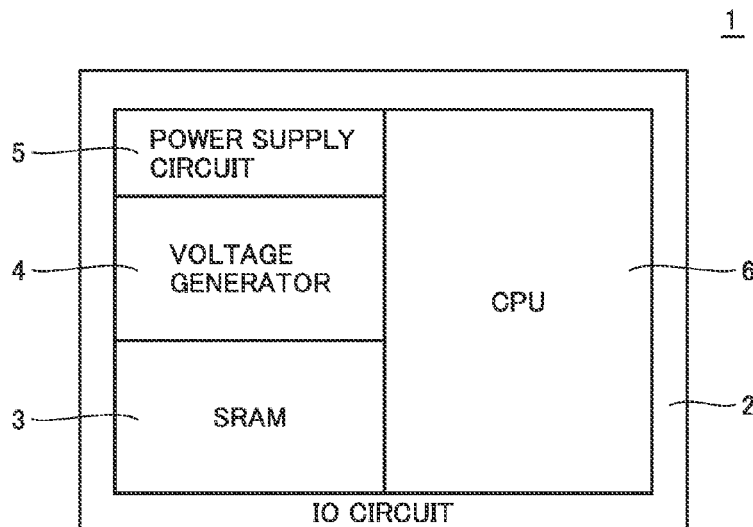 1
5
POWER SUPPLY
CIRCUIT
4
VOLTAGE
GENERATOR
CPU
6
3
SRAM
2
IO CIRCUIT